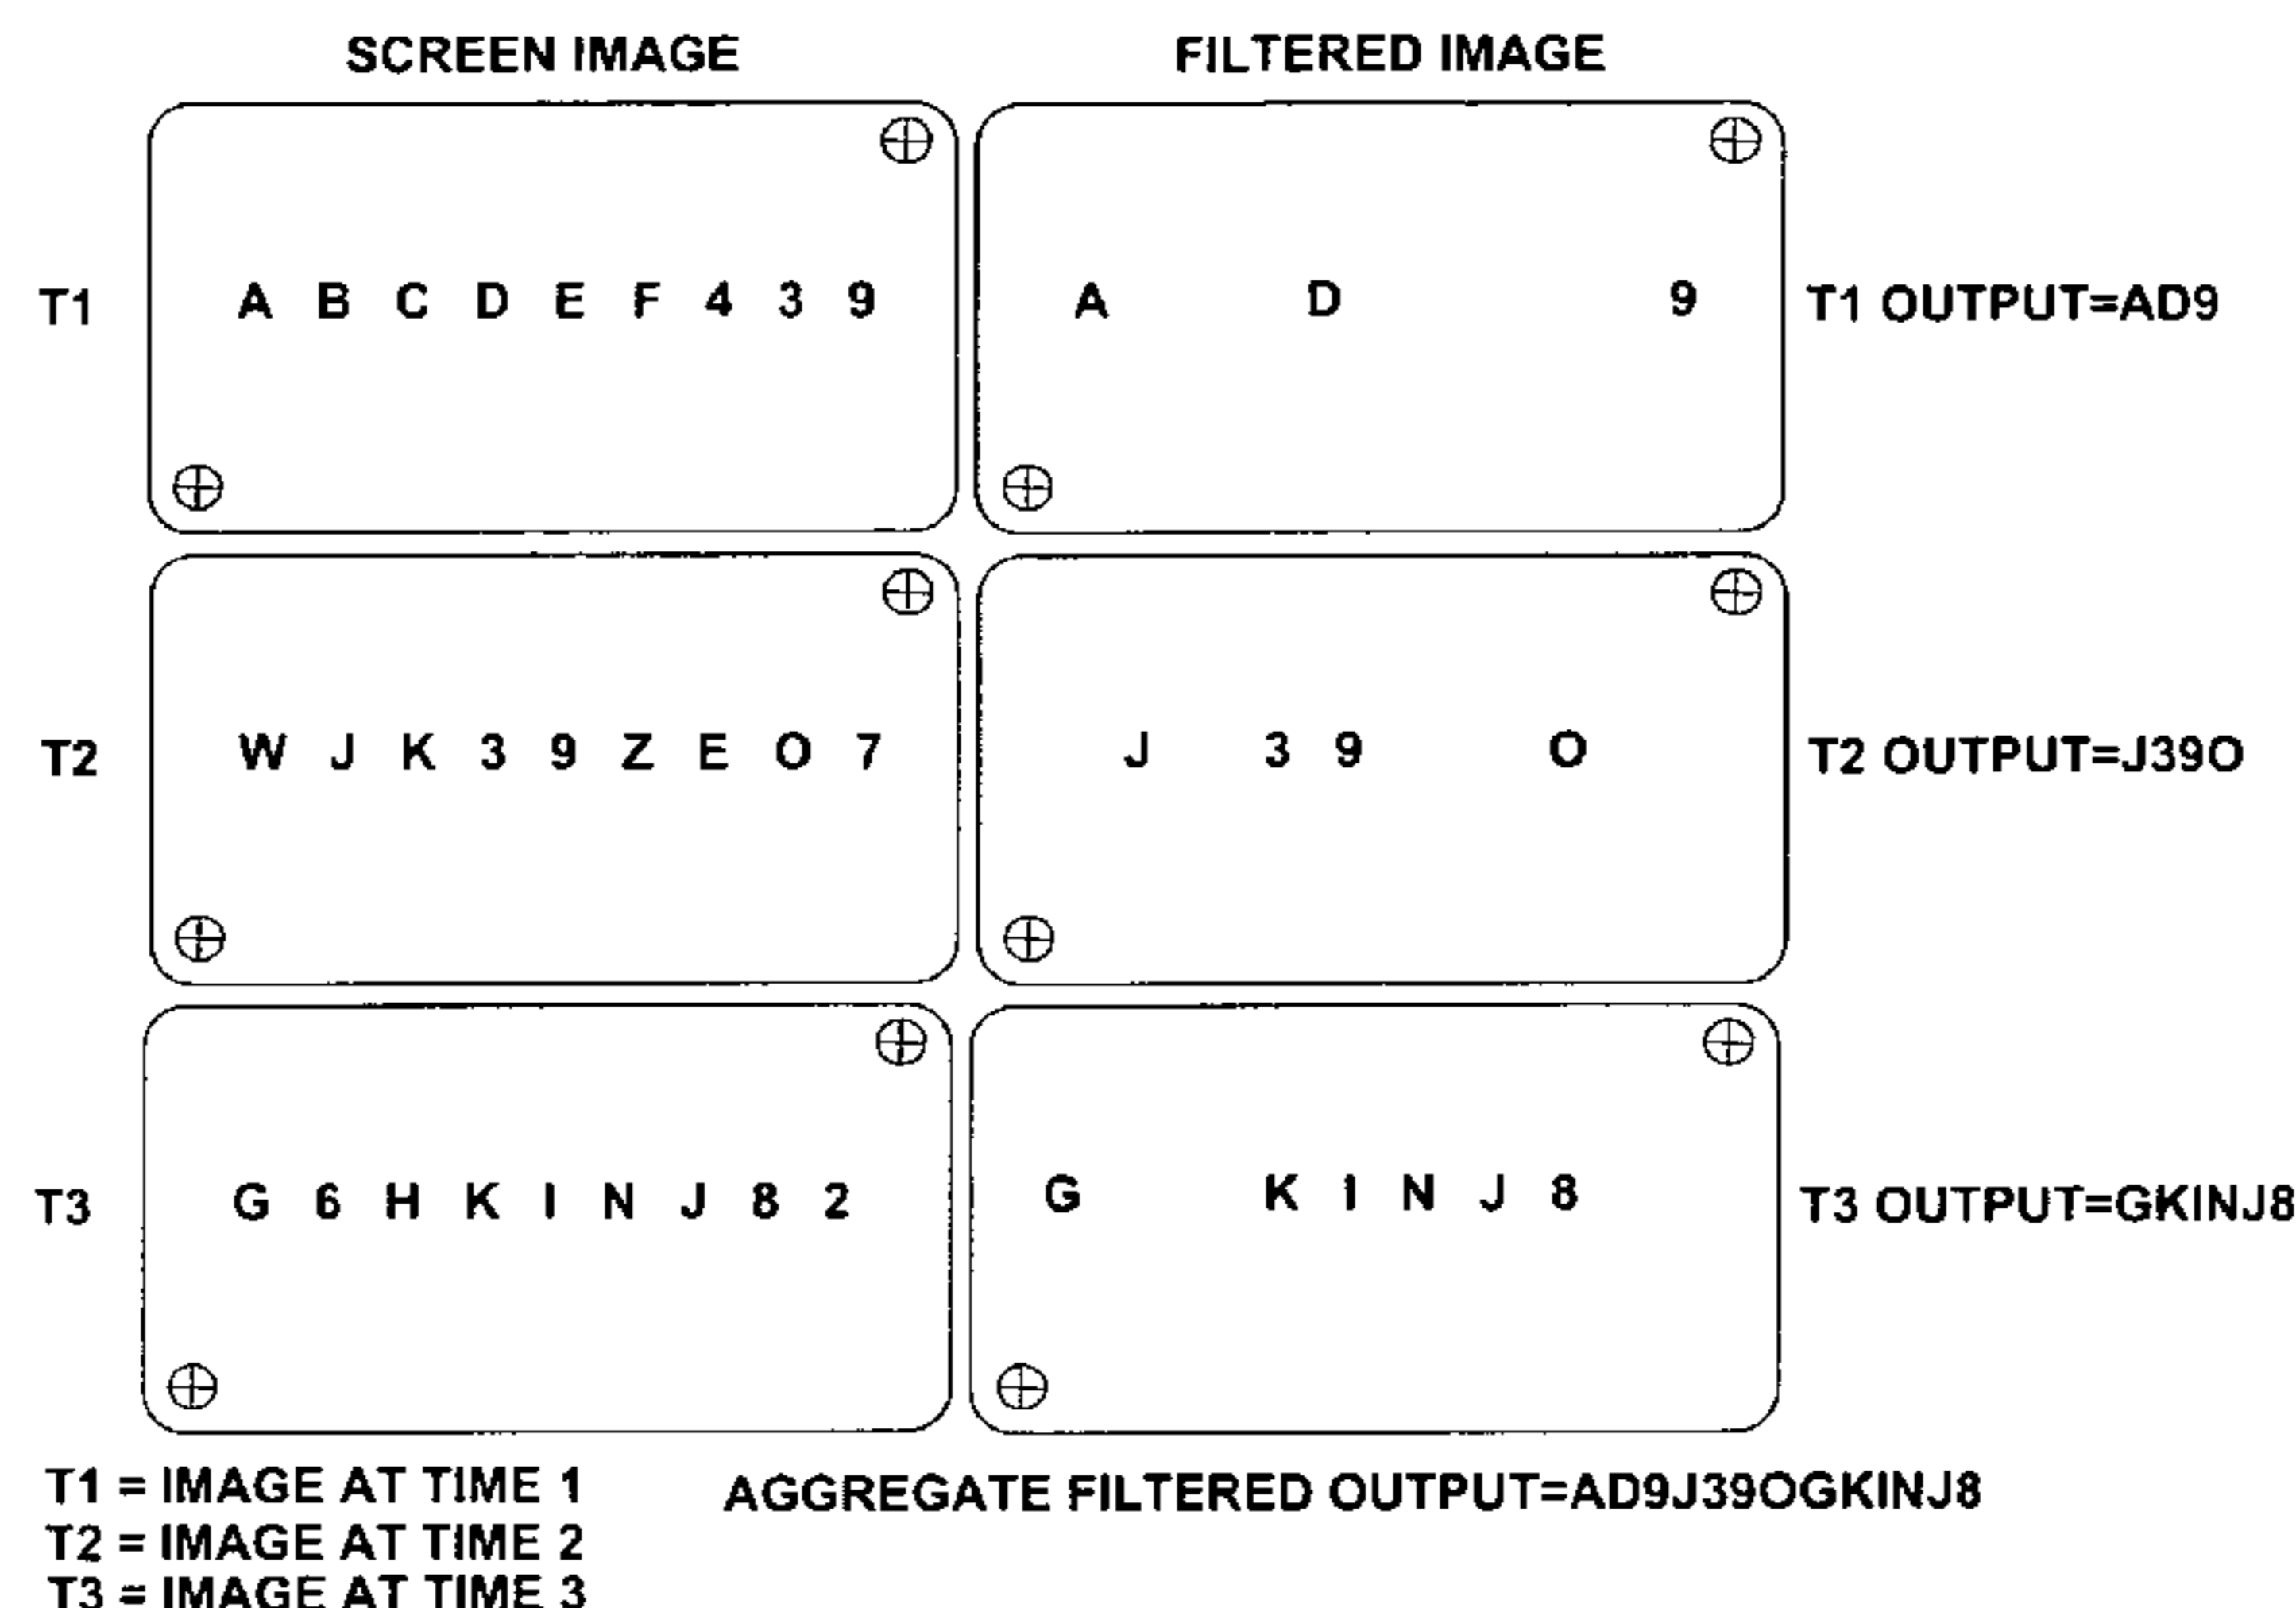 SCREEN IMAGE FILTERED IMAGE
T1 A B C D E F 4 3 9 A D 9 T1 OUTPUT=AD9
T2 W J K 3 9 Z E O 7 J 3 9 O T2 OUTPUT=J39O
T3 G 6 H K I N J 8 2 G K I N J 8 T3 OUTPUT=GKINJ8
T1 = IMAGE AT TIME 1 AGGREGATE FILTERED OUTPUT=AD9J39OGKINJ8
T2 = IMAGE AT TIME 2
T3 = IMAGE AT TIME 3